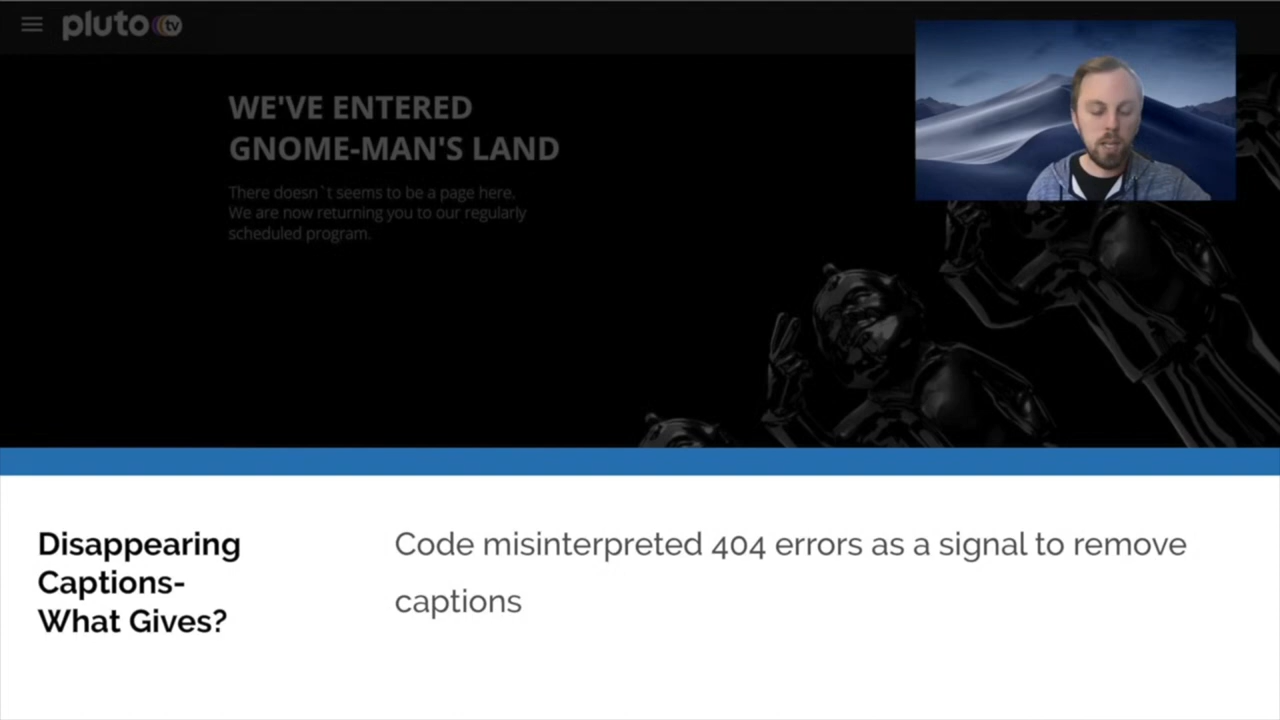 pluto tv
WE'VE ENTERED
GNOME-MAN'S LAND
There doesn`t seems to be a page here.
We are now returning you to our regularly
scheduled program.
Disappearing
Captions-
What Gives?
Code misinterpreted 404 errors as a signal to remove
captions